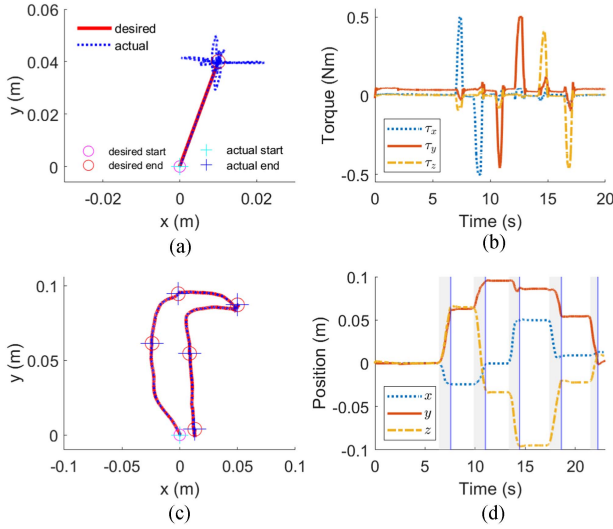 0.06
0.04
0.02
0
y (m)
desired
actual
desired start
desired end
actual start
actual end
-0.02
0
0.02
x (m)
(a)
0.5
0
-0.5
Torque (Nm)
τx
τy
τz
0
5
10
15
20
Time (s)
(b)
0.1
0.05
0
y (m)
-0.1
-0.05
0
0.05
0.1
x (m)
(c)
0.1
0.05
0
-0.05
-0.1
Position (m)
x
y
z
0
5
10
15
20
Time (s)
(d)